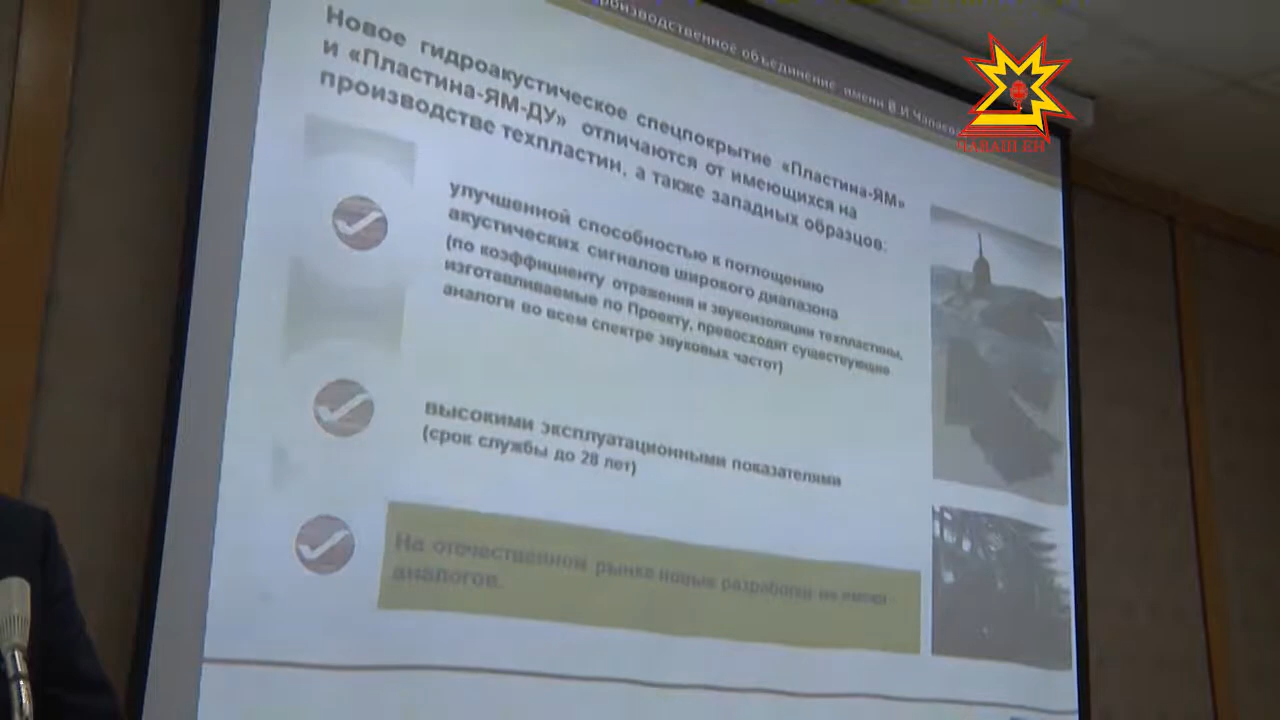 производственное объединение имени В.И.Чапаева
ЧĂВАШ ЕН
Новое гидроакустическое спецпокрытие «Пластина-ЯМ»
и «Пластина-ЯМ-ДУ» отличаются от имеющихся на
производстве техпластин, а также западных образцов:
улучшенной способностью к поглощению
акустических сигналов широкого диапазона
(по коэффициенту отражения и звукоизоляции техпластины,
изготавливаемые по Проекту, превосходят существующие
аналоги во всем спектре звуковых частот)
высокими эксплуатационными показателями
(срок службы до 28 лет)
На отечественном рынке новые разработки не имеют
аналогов.